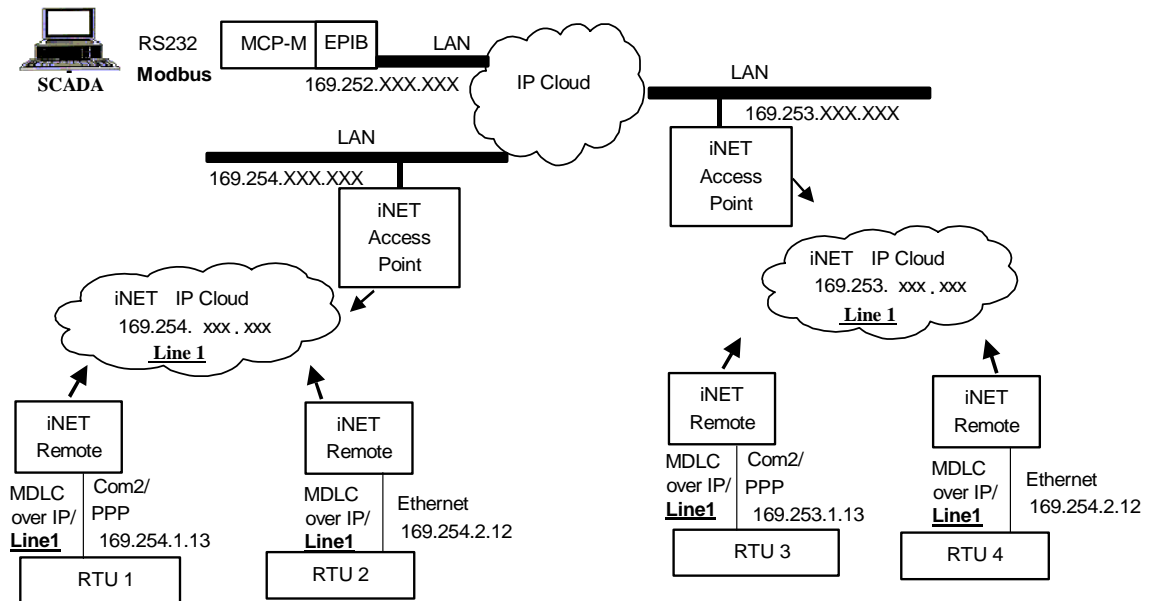 SCADA
RS232
Modbus
MCP-M
EPIB
LAN
169.252.XXX.XXX
IP Cloud
LAN
169.253.XXX.XXX
iNET
Access
Point
LAN
169.254.XXX.XXX
iNET
Access
Point
iNET IP Cloud
169.254. xxx . xxx
Line 1
iNET IP Cloud
169.253. xxx . xxx
Line 1
iNET
Remote
MDLC
over IP/
Line1
Com2/
PPP
169.254.1.13
RTU 1
iNET
Remote
MDLC
over IP/
Line1
Ethernet
169.254.2.12
RTU 2
iNET
Remote
MDLC
over IP/
Line1
Com2/
PPP
169.253.1.13
RTU 3
iNET
Remote
MDLC
over IP/
Line1
Ethernet
169.254.2.12
RTU 4